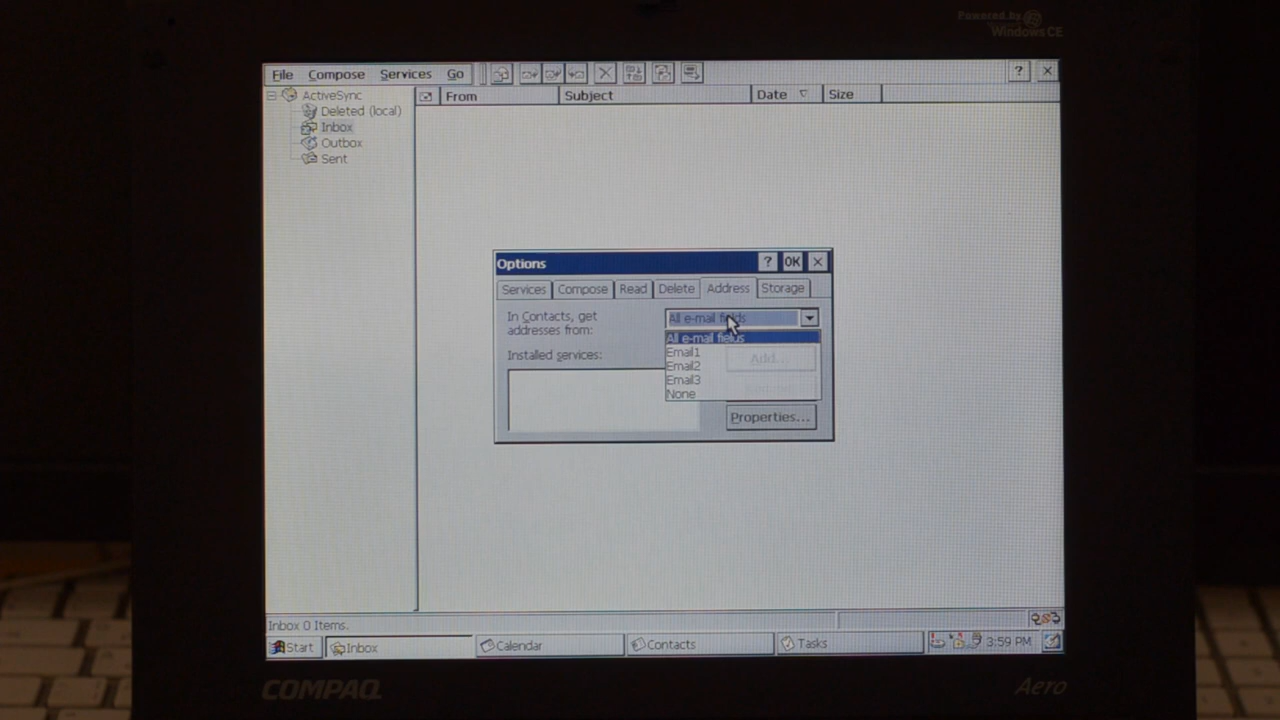 Powered by
Windows CE
File Compose Services Go ?
From Subject Date Size
ActiveSync
Deleted (local)
Inbox
Outbox
Sent
Options ? OK
Services Compose Read Delete Address Storage
In Contacts, get
addresses from:
All e-mail fields
All e-mail fields
Email1
Email2
Email3
None
Installed services:
Add...
Properties...
Inbox 0 Items.
Start Inbox Calendar Contacts Tasks 3:59 PM
COMPAQ Aero